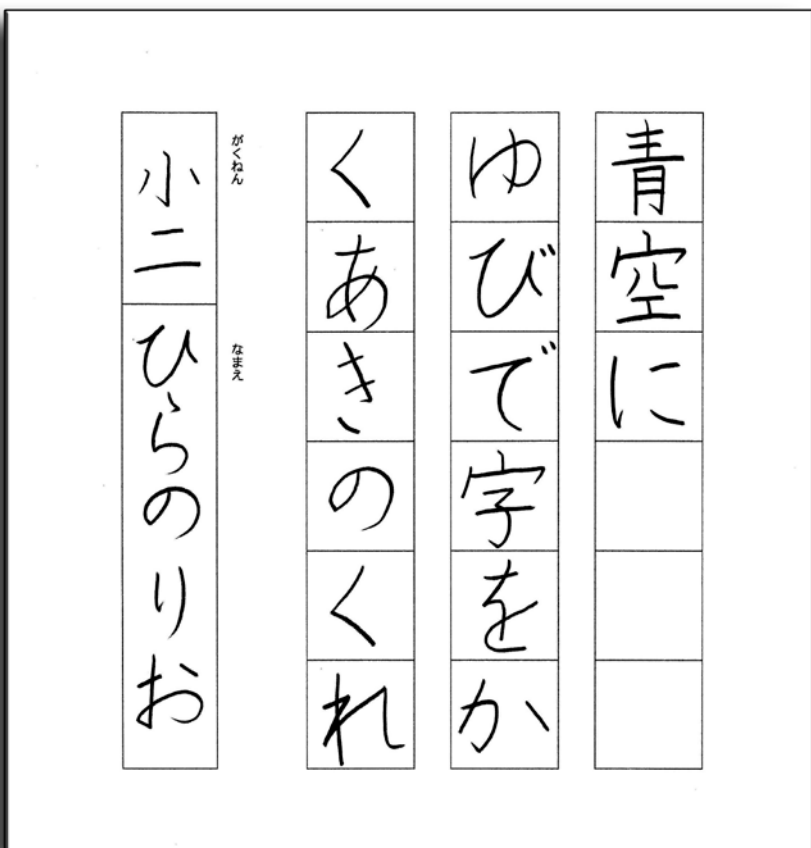 青空に
ゆびで字をか
くあきのくれ
がくねん
小二
なまえ
ひらのりお